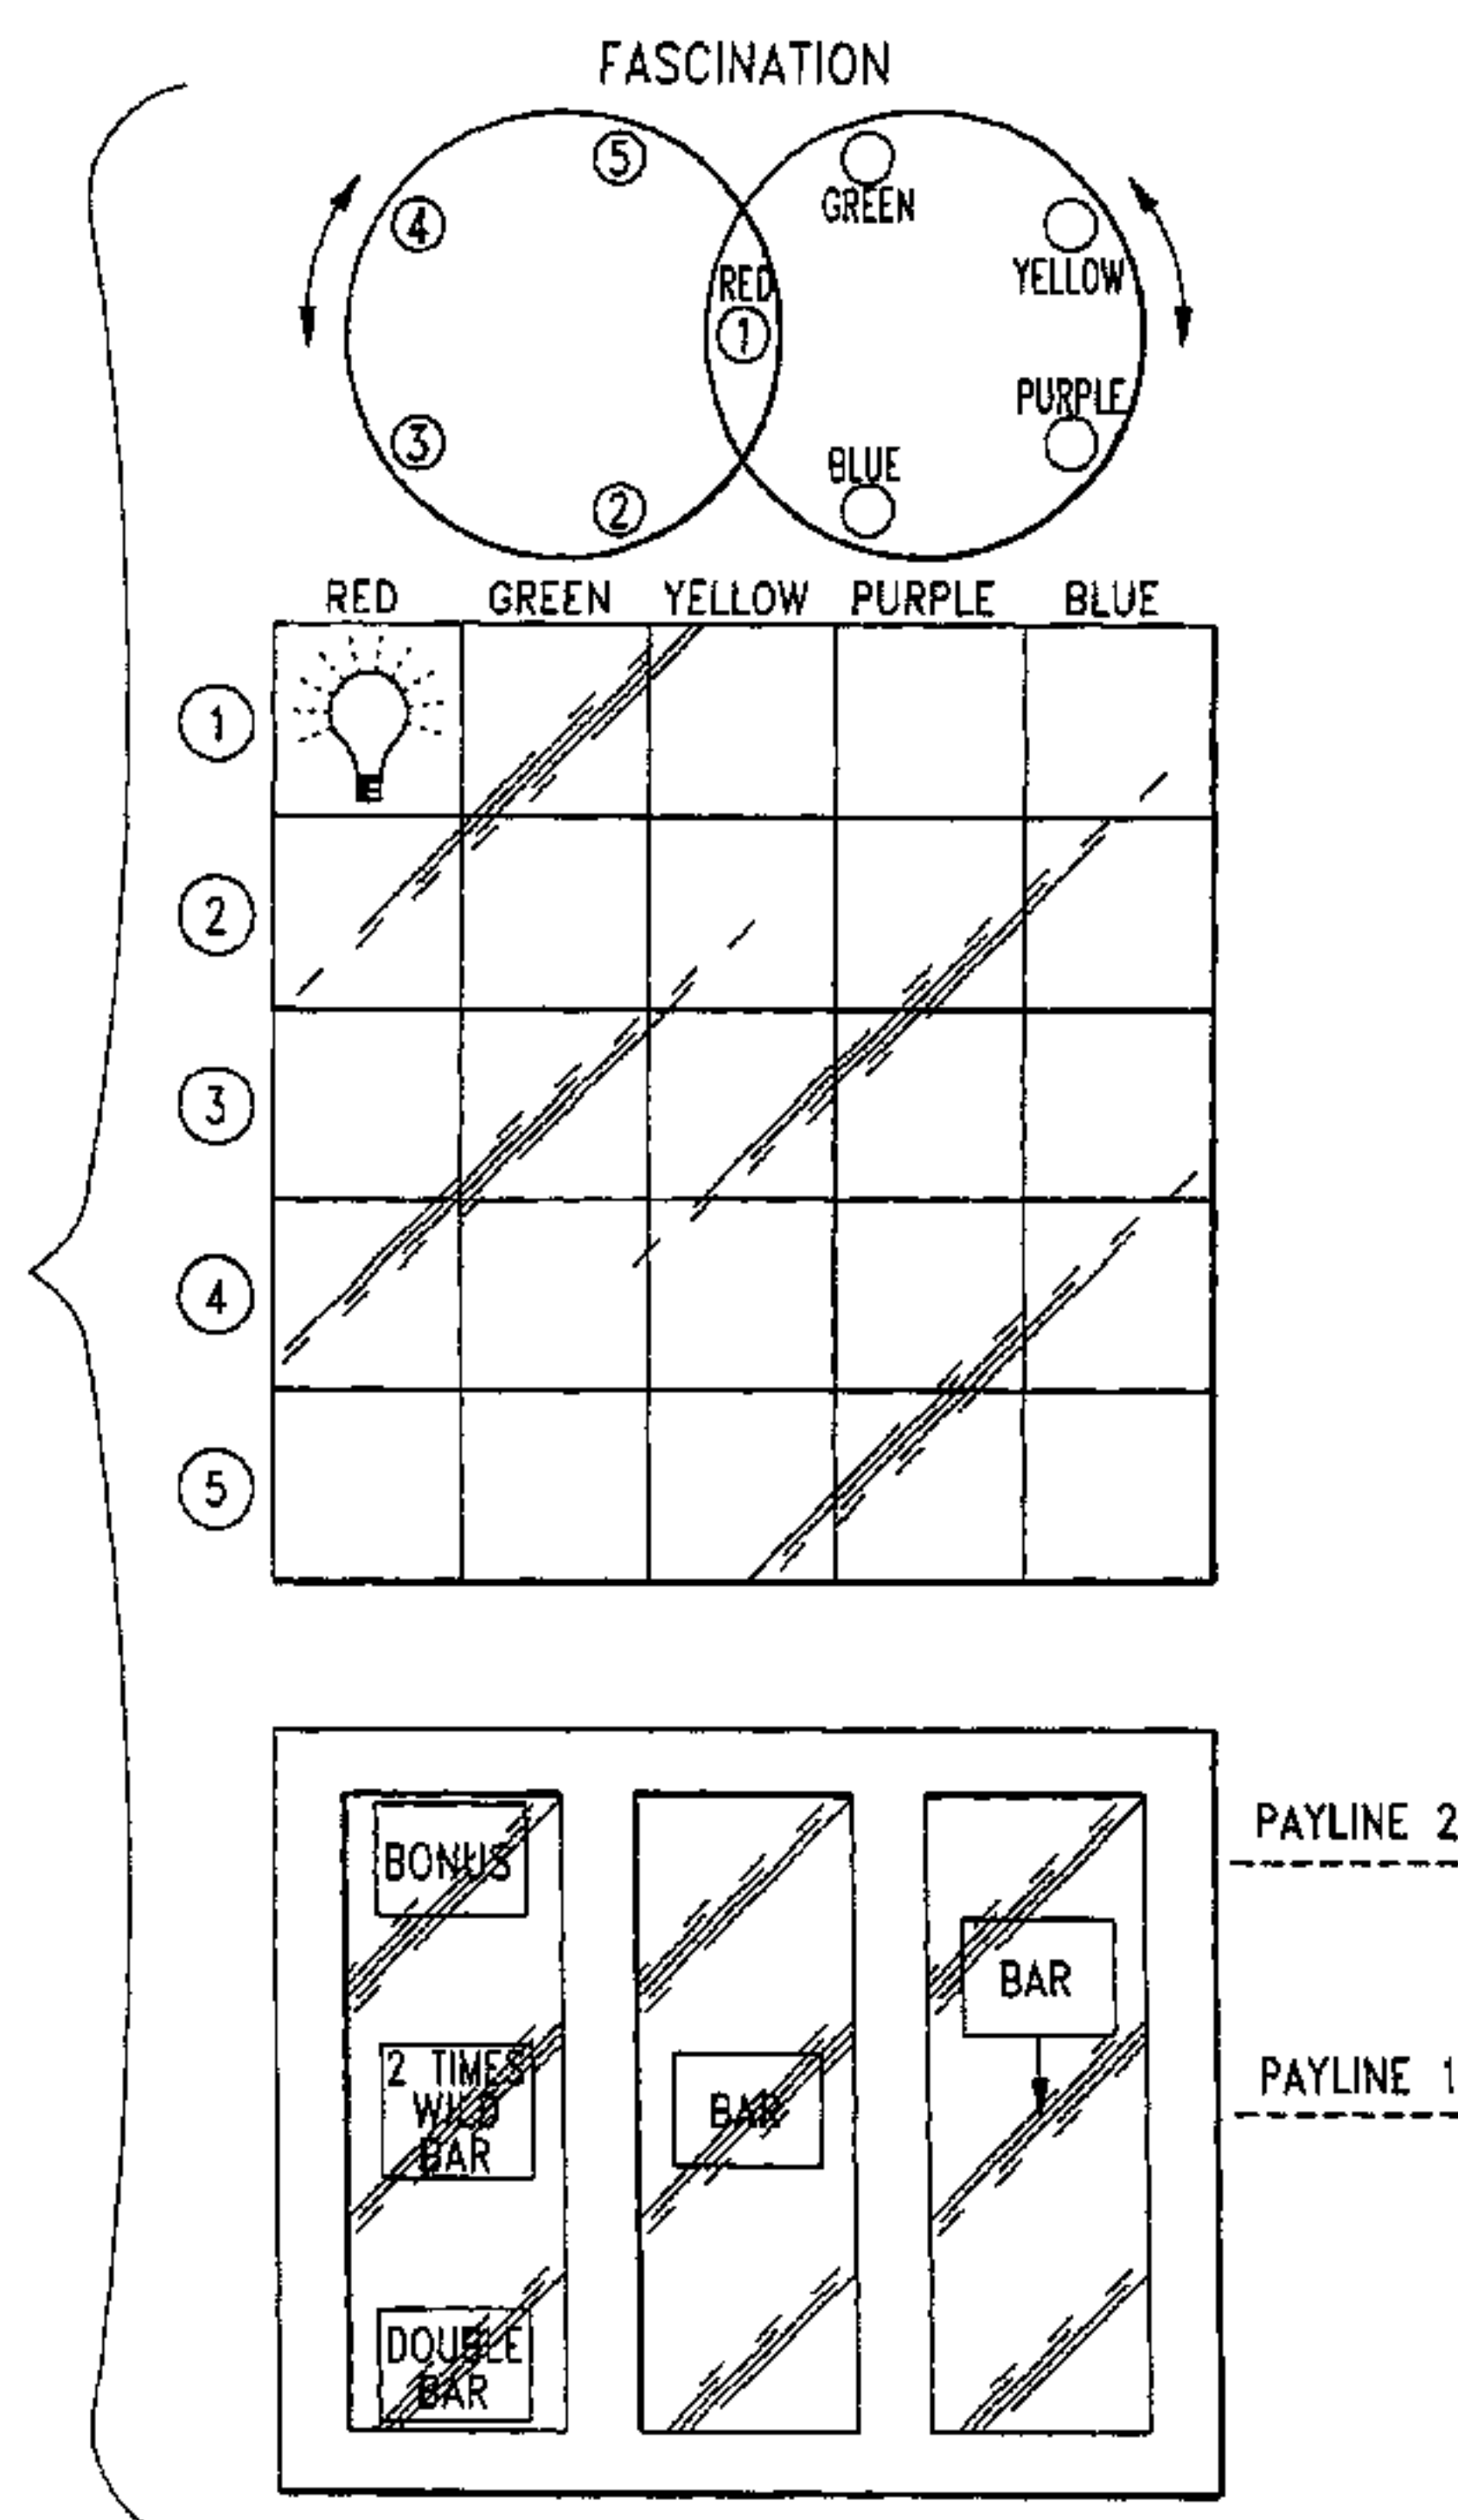 FASCINATION
5
GREEN
4
YELLOW
RED
1
PURPLE
3
BLUE
2
RED GREEN YELLOW PURPLE BLUE
1
2
3
4
5
PAYLINE 2
BONUS
BAR
2 TIMES
WILD
BAR
BAR
PAYLINE 1
DOUBLE
BAR